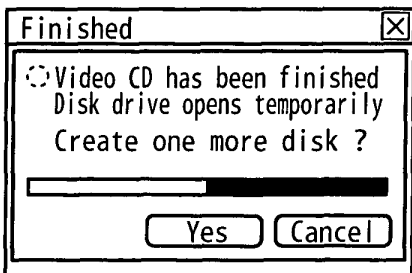 Finished
Video CD has been finished
Disk drive opens temporarily
Create one more disk ?
Yes Cancel